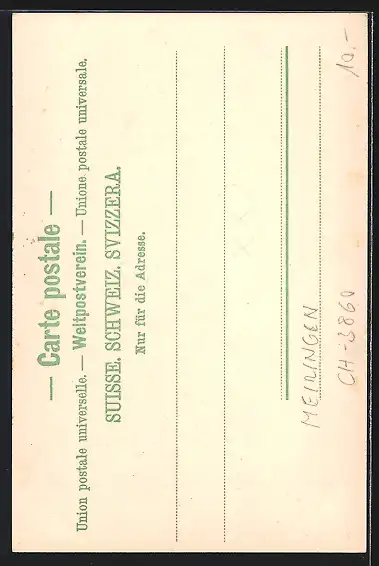 — Carte postale —
Union postale universelle. — Weltpostverein. — Unione postale universale.
SUISSE. SCHWEIZ. SVIZZERA.
Nur für die Adresse.
MEIRINGEN
CH-3860
10.-